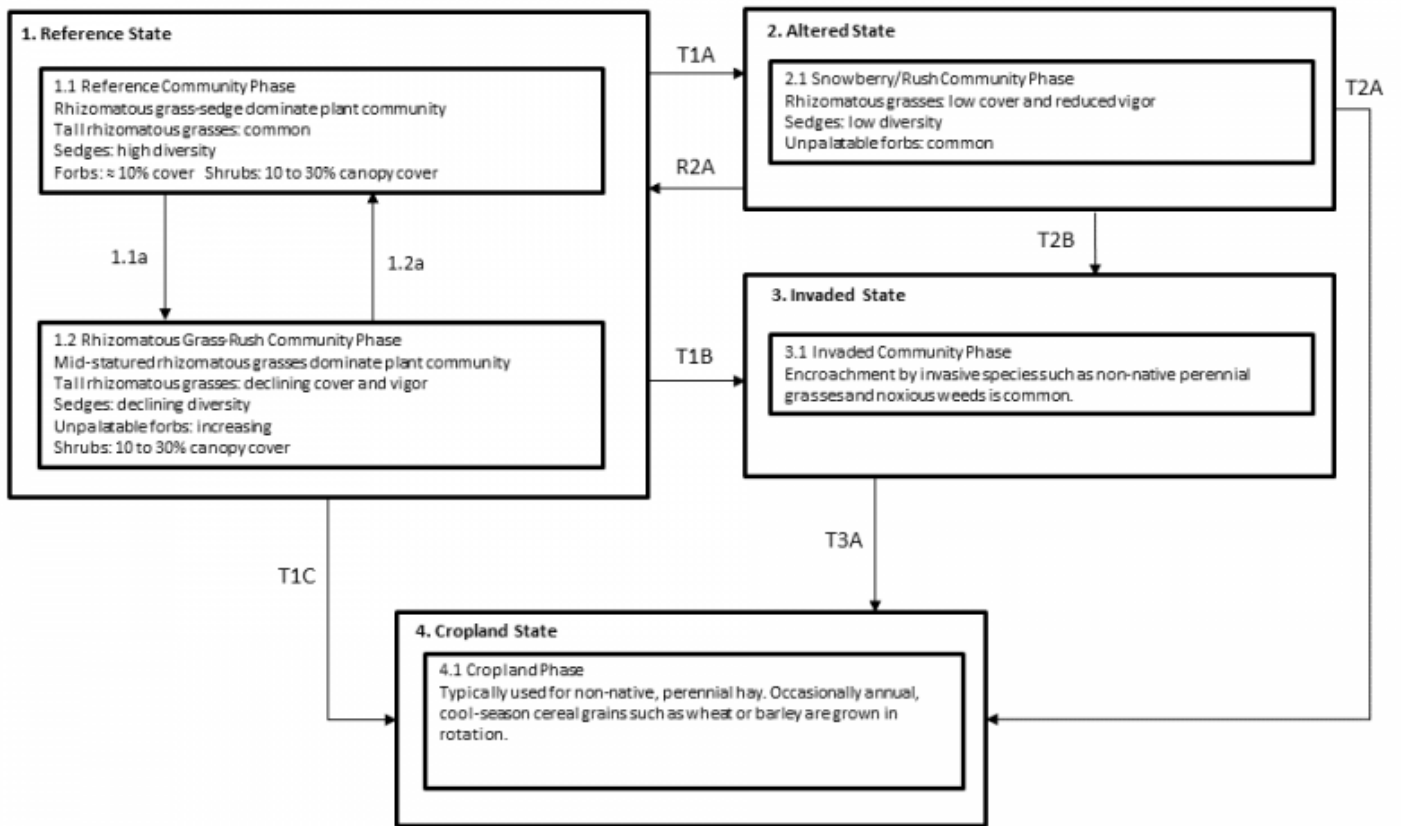 1. Reference State
1.1 Reference Community Phase
Rhizomatous grass-sedge dominate plant community
Tall rhizomatous grasses: common
Sedges: high diversity
Forbs: ≈ 10% cover   Shrubs: 10 to 30% canopy cover
1.1a
1.2a
1.2 Rhizomatous Grass-Rush Community Phase
Mid-statured rhizomatous grasses dominate plant community
Tall rhizomatous grasses: declining cover and vigor
Sedges: declining diversity
Unpalatable forbs: increasing
Shrubs: 10 to 30% canopy cover
T1A
R2A
T1B
2. Altered State
2.1 Snowberry/Rush Community Phase
Rhizomatous grasses: low cover and reduced vigor
Sedges: low diversity
Unpalatable forbs: common
T2A
T2B
3. Invaded State
3.1 Invaded Community Phase
Encroachment by invasive species such as non-native perennial
grasses and noxious weeds is common.
T3A
T1C
4. Cropland State
4.1 Cropland Phase
Typically used for non-native, perennial hay. Occasionally annual,
cool-season cereal grains such as wheat or barley are grown in
rotation.